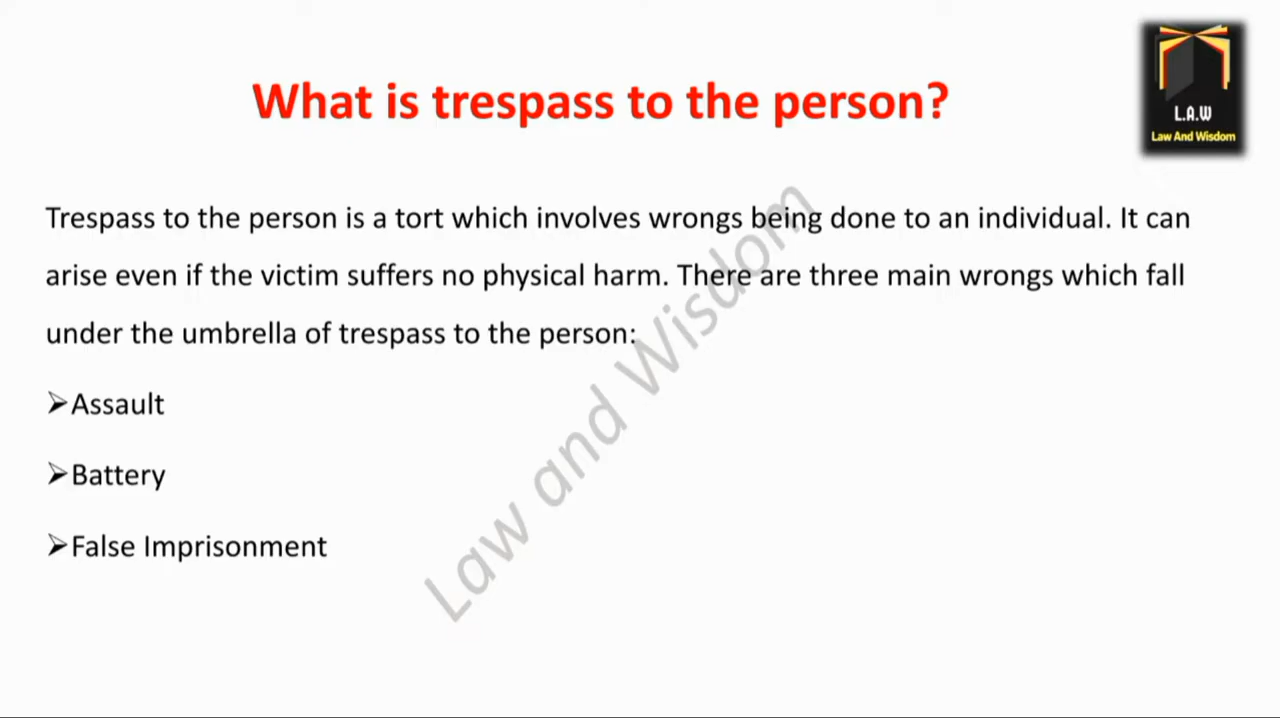 What is trespass to the person?
L.A.W
Law And Wisdom
Trespass to the person is a tort which involves wrongs being done to an individual. It can
arise even if the victim suffers no physical harm. There are three main wrongs which fall
under the umbrella of trespass to the person:
➢Assault
➢Battery
➢False Imprisonment
Law and Wisdom